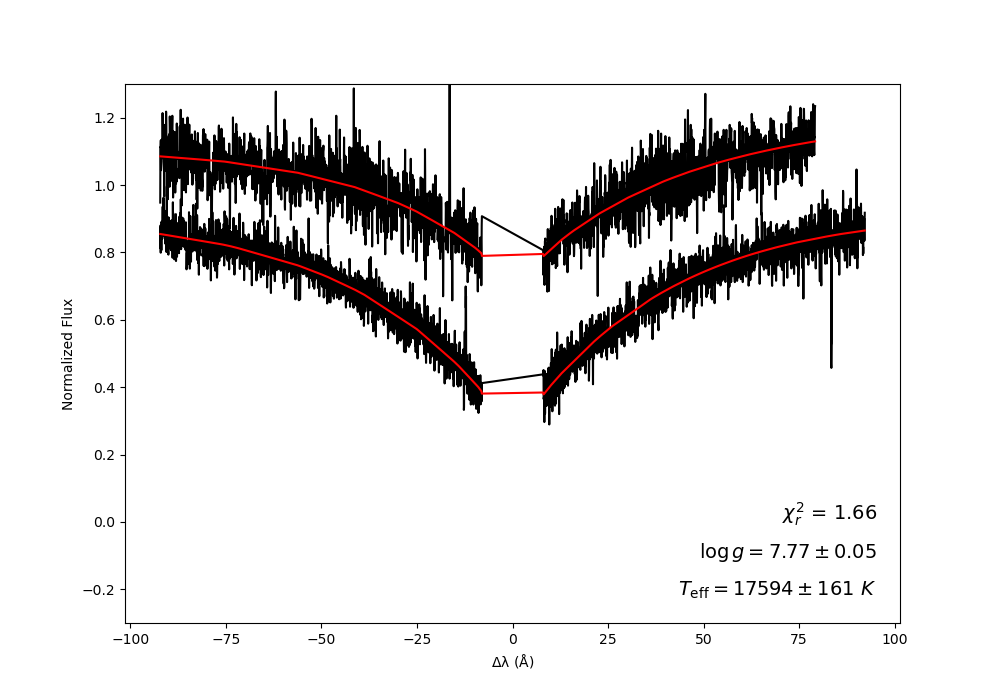 1.2
1.0
0.8
0.6
0.4
0.2
0.0
−0.2
Normalized Flux
χ²ᵣ = 1.66
log g = 7.77 ± 0.05
T_eff = 17594 ± 161 K
−100 −75 −50 −25 0 25 50 75 100
Δλ (Å)